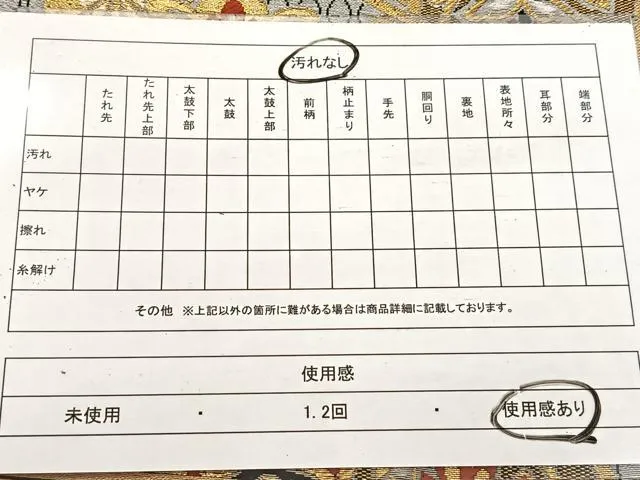 汚れなし
たれ先 たれ先上部 太鼓下部 太鼓 太鼓上部 前柄 柄止まり 手先 胴回り 裏地 表地所々 耳部分 端部分
汚れ
ヤケ
擦れ
糸解け
その他 ※上記以外の箇所に難がある場合は商品詳細に記載しております。
使用感
未使用 ・ 1.2回 ・ 使用感あり